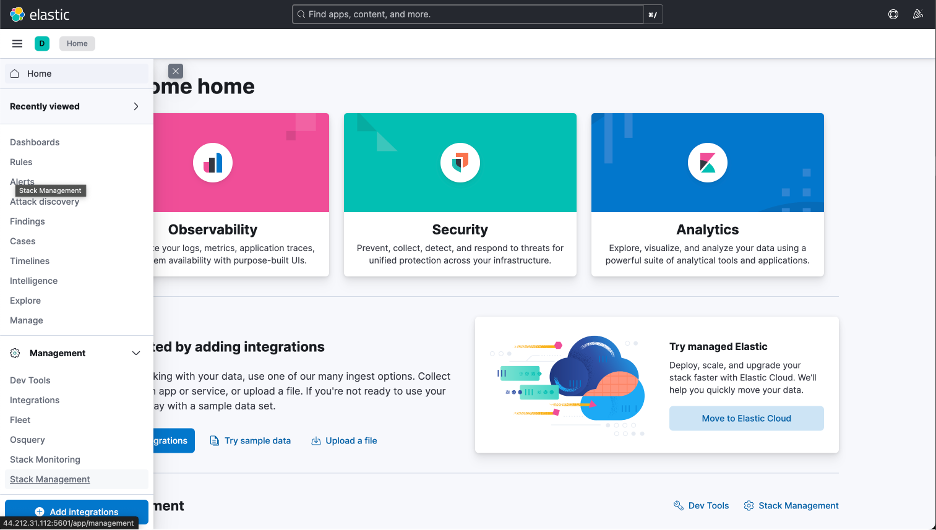 elastic
Find apps, content, and more.
⌘/
D
Home
Home
ome home
Recently viewed
Dashboards
Rules
Alerts
Stack Management
Attack discovery
Findings
Cases
Timelines
Intelligence
Explore
Manage
Management
Dev Tools
Integrations
Fleet
Osquery
Stack Monitoring
Stack Management
Add integrations
44.212.31.112:5601/app/management
Observability
te your logs, metrics, application traces,
em availability with purpose-built UIs.
Security
Prevent, collect, detect, and respond to threats for
unified protection across your infrastructure.
Analytics
Explore, visualize, and analyze your data using a
powerful suite of analytical tools and applications.
ted by adding integrations
king with your data, use one of our many ingest options. Collect
app or service, or upload a file. If you're not ready to use your
ay with a sample data set.
grations
Try sample data
Upload a file
Try managed Elastic
Deploy, scale, and upgrade your
stack faster with Elastic Cloud. We'll
help you quickly move your data.
Move to Elastic Cloud
ment
Dev Tools
Stack Management